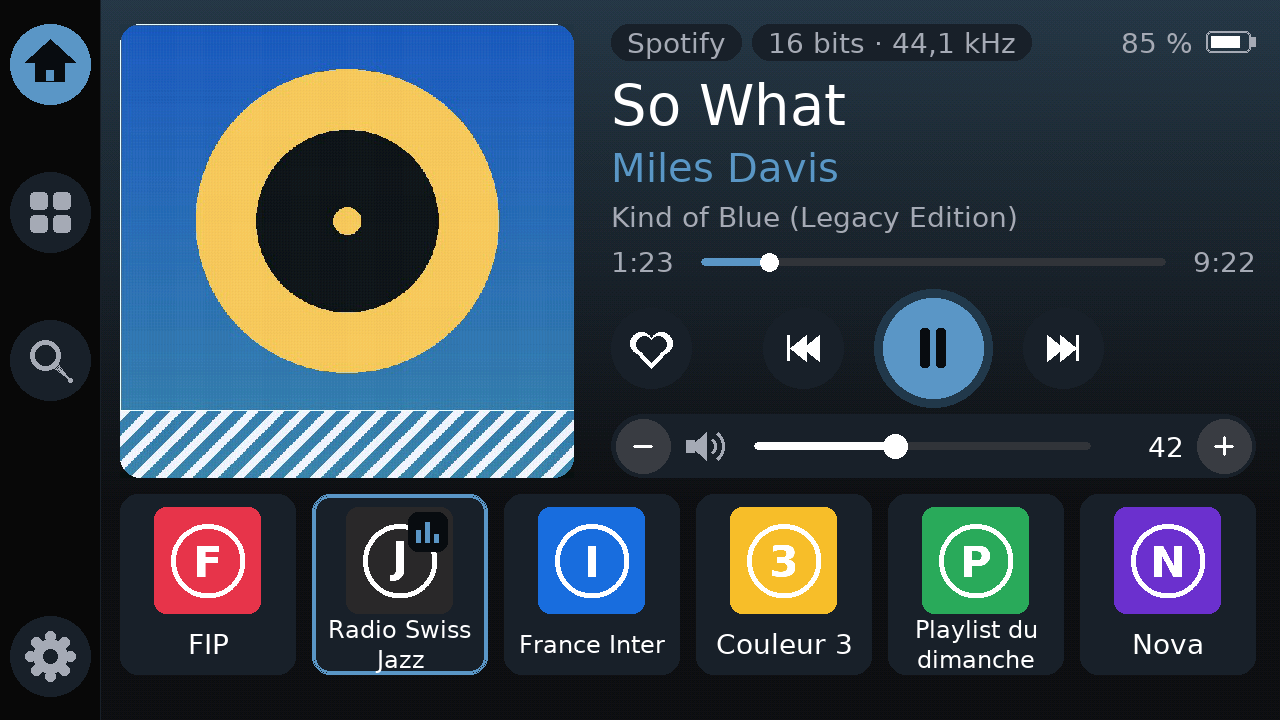 Spotify
16 bits · 44,1 kHz
85 %
So What
Miles Davis
Kind of Blue (Legacy Edition)
1:23
9:22
42
F
FIP
J
Radio Swiss
Jazz
I
France Inter
3
Couleur 3
P
Playlist du
dimanche
N
Nova